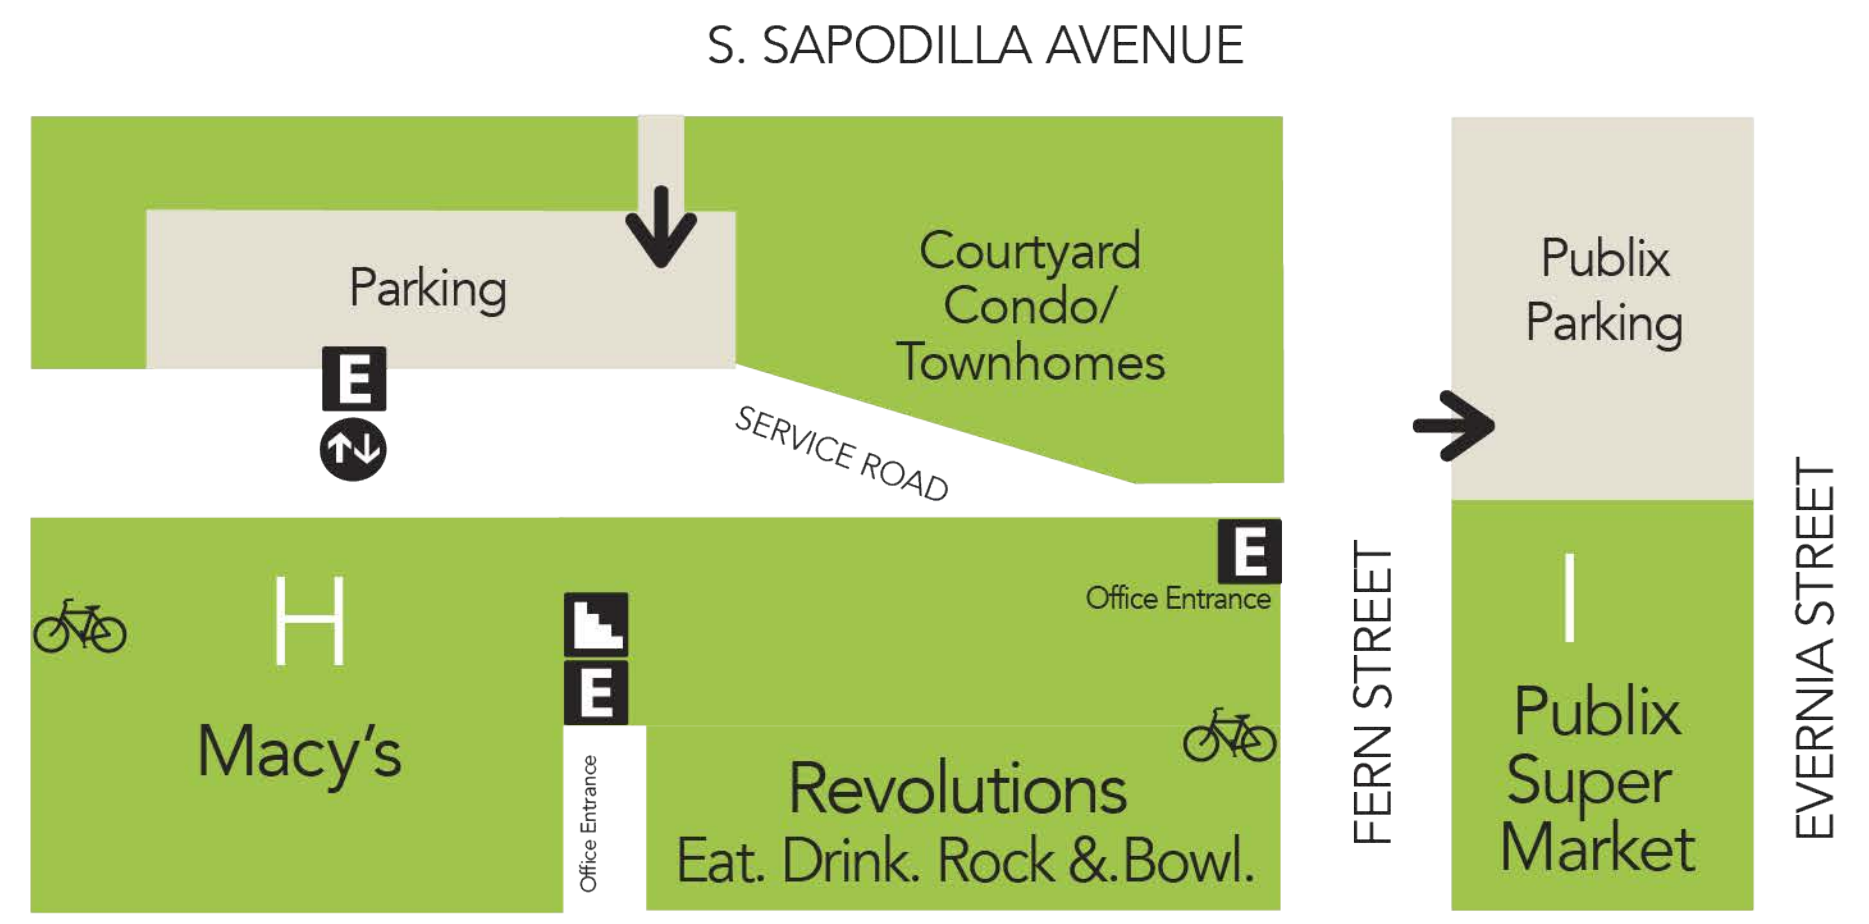 S. SAPODILLA AVENUE
Parking
E
Courtyard
Condo/
Townhomes
SERVICE ROAD
Publix
Parking
H
Macy's
E
Office Entrance
E
Office Entrance
Revolutions
Eat. Drink. Rock &.Bowl.
FERN STREET
I
Publix
Super
Market
EVERNIA STREET